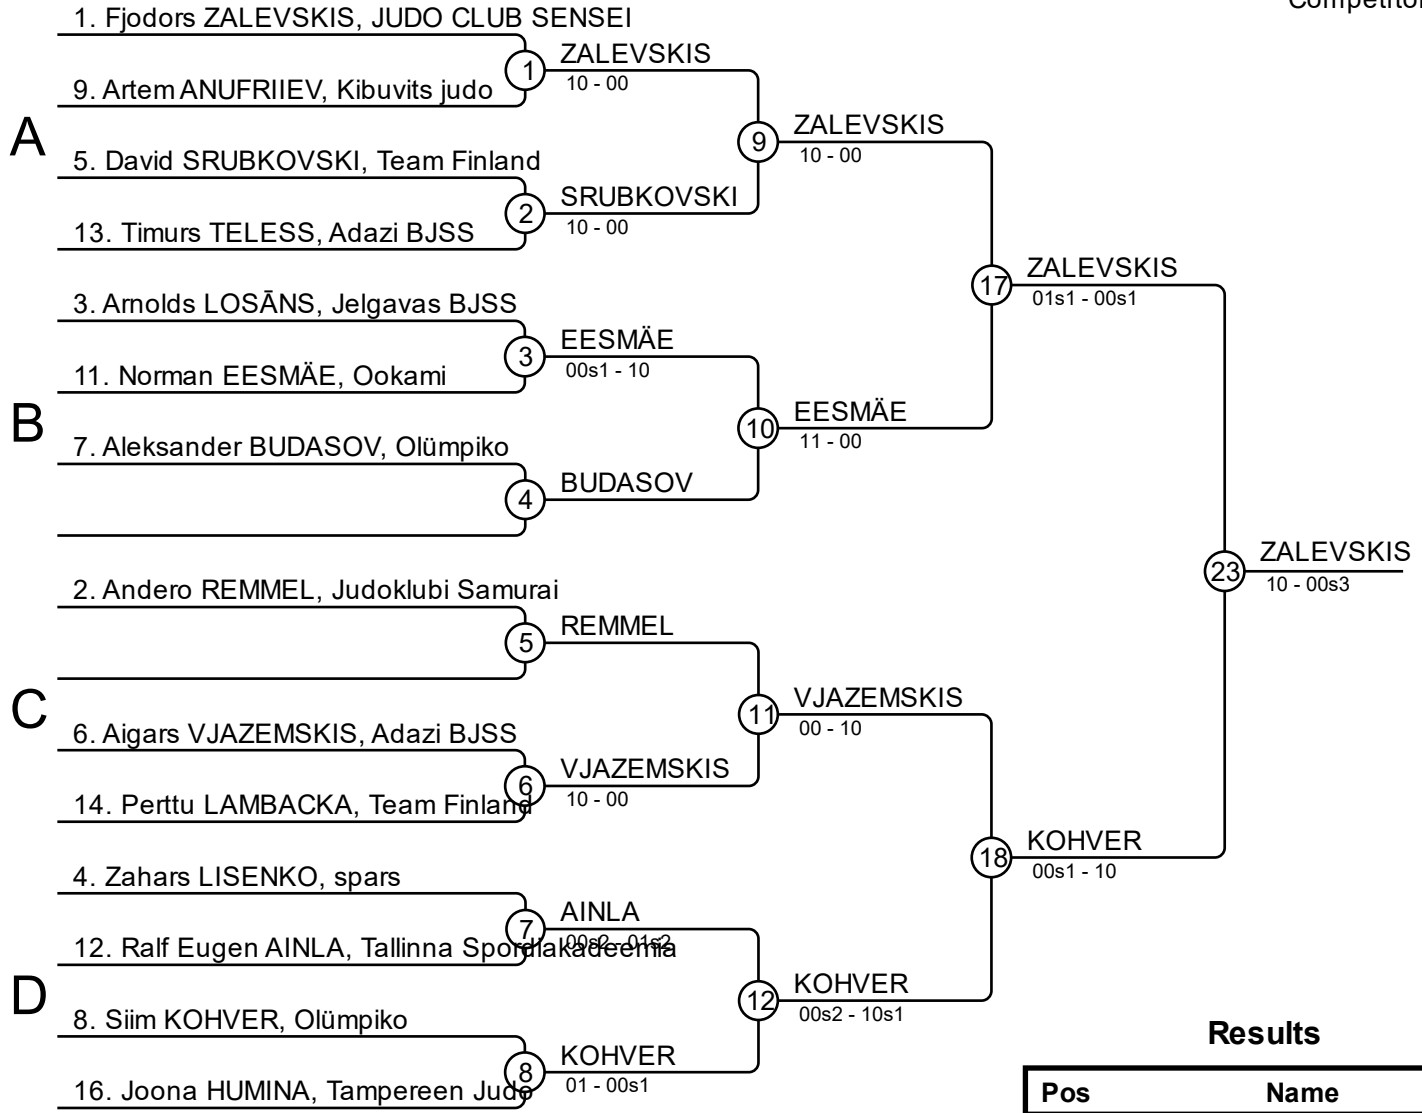 Competitor
1. Fjodors ZALEVSKIS, JUDO CLUB SENSEI
1
ZALEVSKIS
10 - 00
9. Artem ANUFRIIEV, Kibuvits judo
A
9
ZALEVSKIS
10 - 00
5. David SRUBKOVSKI, Team Finland
2
SRUBKOVSKI
10 - 00
13. Timurs TELESS, Adazi BJSS
17
ZALEVSKIS
01s1 - 00s1
3. Arnolds LOSĀNS, Jelgavas BJSS
3
EESMÄE
00s1 - 10
11. Norman EESMÄE, Ookami
B
10
EESMÄE
11 - 00
7. Aleksander BUDASOV, Olümpiko
4
BUDASOV
23
ZALEVSKIS
10 - 00s3
2. Andero REMMEL, Judoklubi Samurai
5
REMMEL
C
11
VJAZEMSKIS
00 - 10
6. Aigars VJAZEMSKIS, Adazi BJSS
6
VJAZEMSKIS
10 - 00
14. Perttu LAMBACKA, Team Finland
18
KOHVER
00s1 - 10
4. Zahars LISENKO, spars
7
AINLA
00s2 - 01s2
12. Ralf Eugen AINLA, Tallinna Spordiakadeemia
D
12
KOHVER
00s2 - 10s1
8. Siim KOHVER, Olümpiko
8
KOHVER
01 - 00s1
16. Joona HUMINA, Tampereen Judo
Results
Pos Name